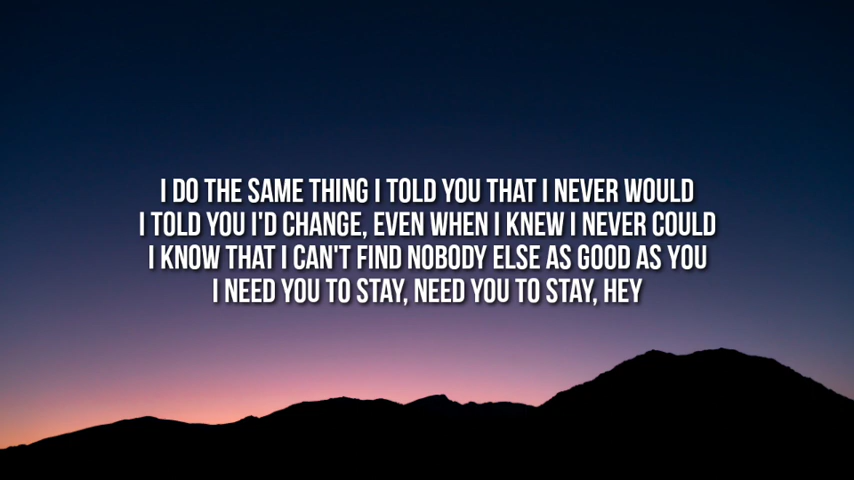 I DO THE SAME THING I TOLD YOU THAT I NEVER WOULD
I TOLD YOU I'D CHANGE, EVEN WHEN I KNEW I NEVER COULD
I KNOW THAT I CAN'T FIND NOBODY ELSE AS GOOD AS YOU
I NEED YOU TO STAY, NEED YOU TO STAY, HEY